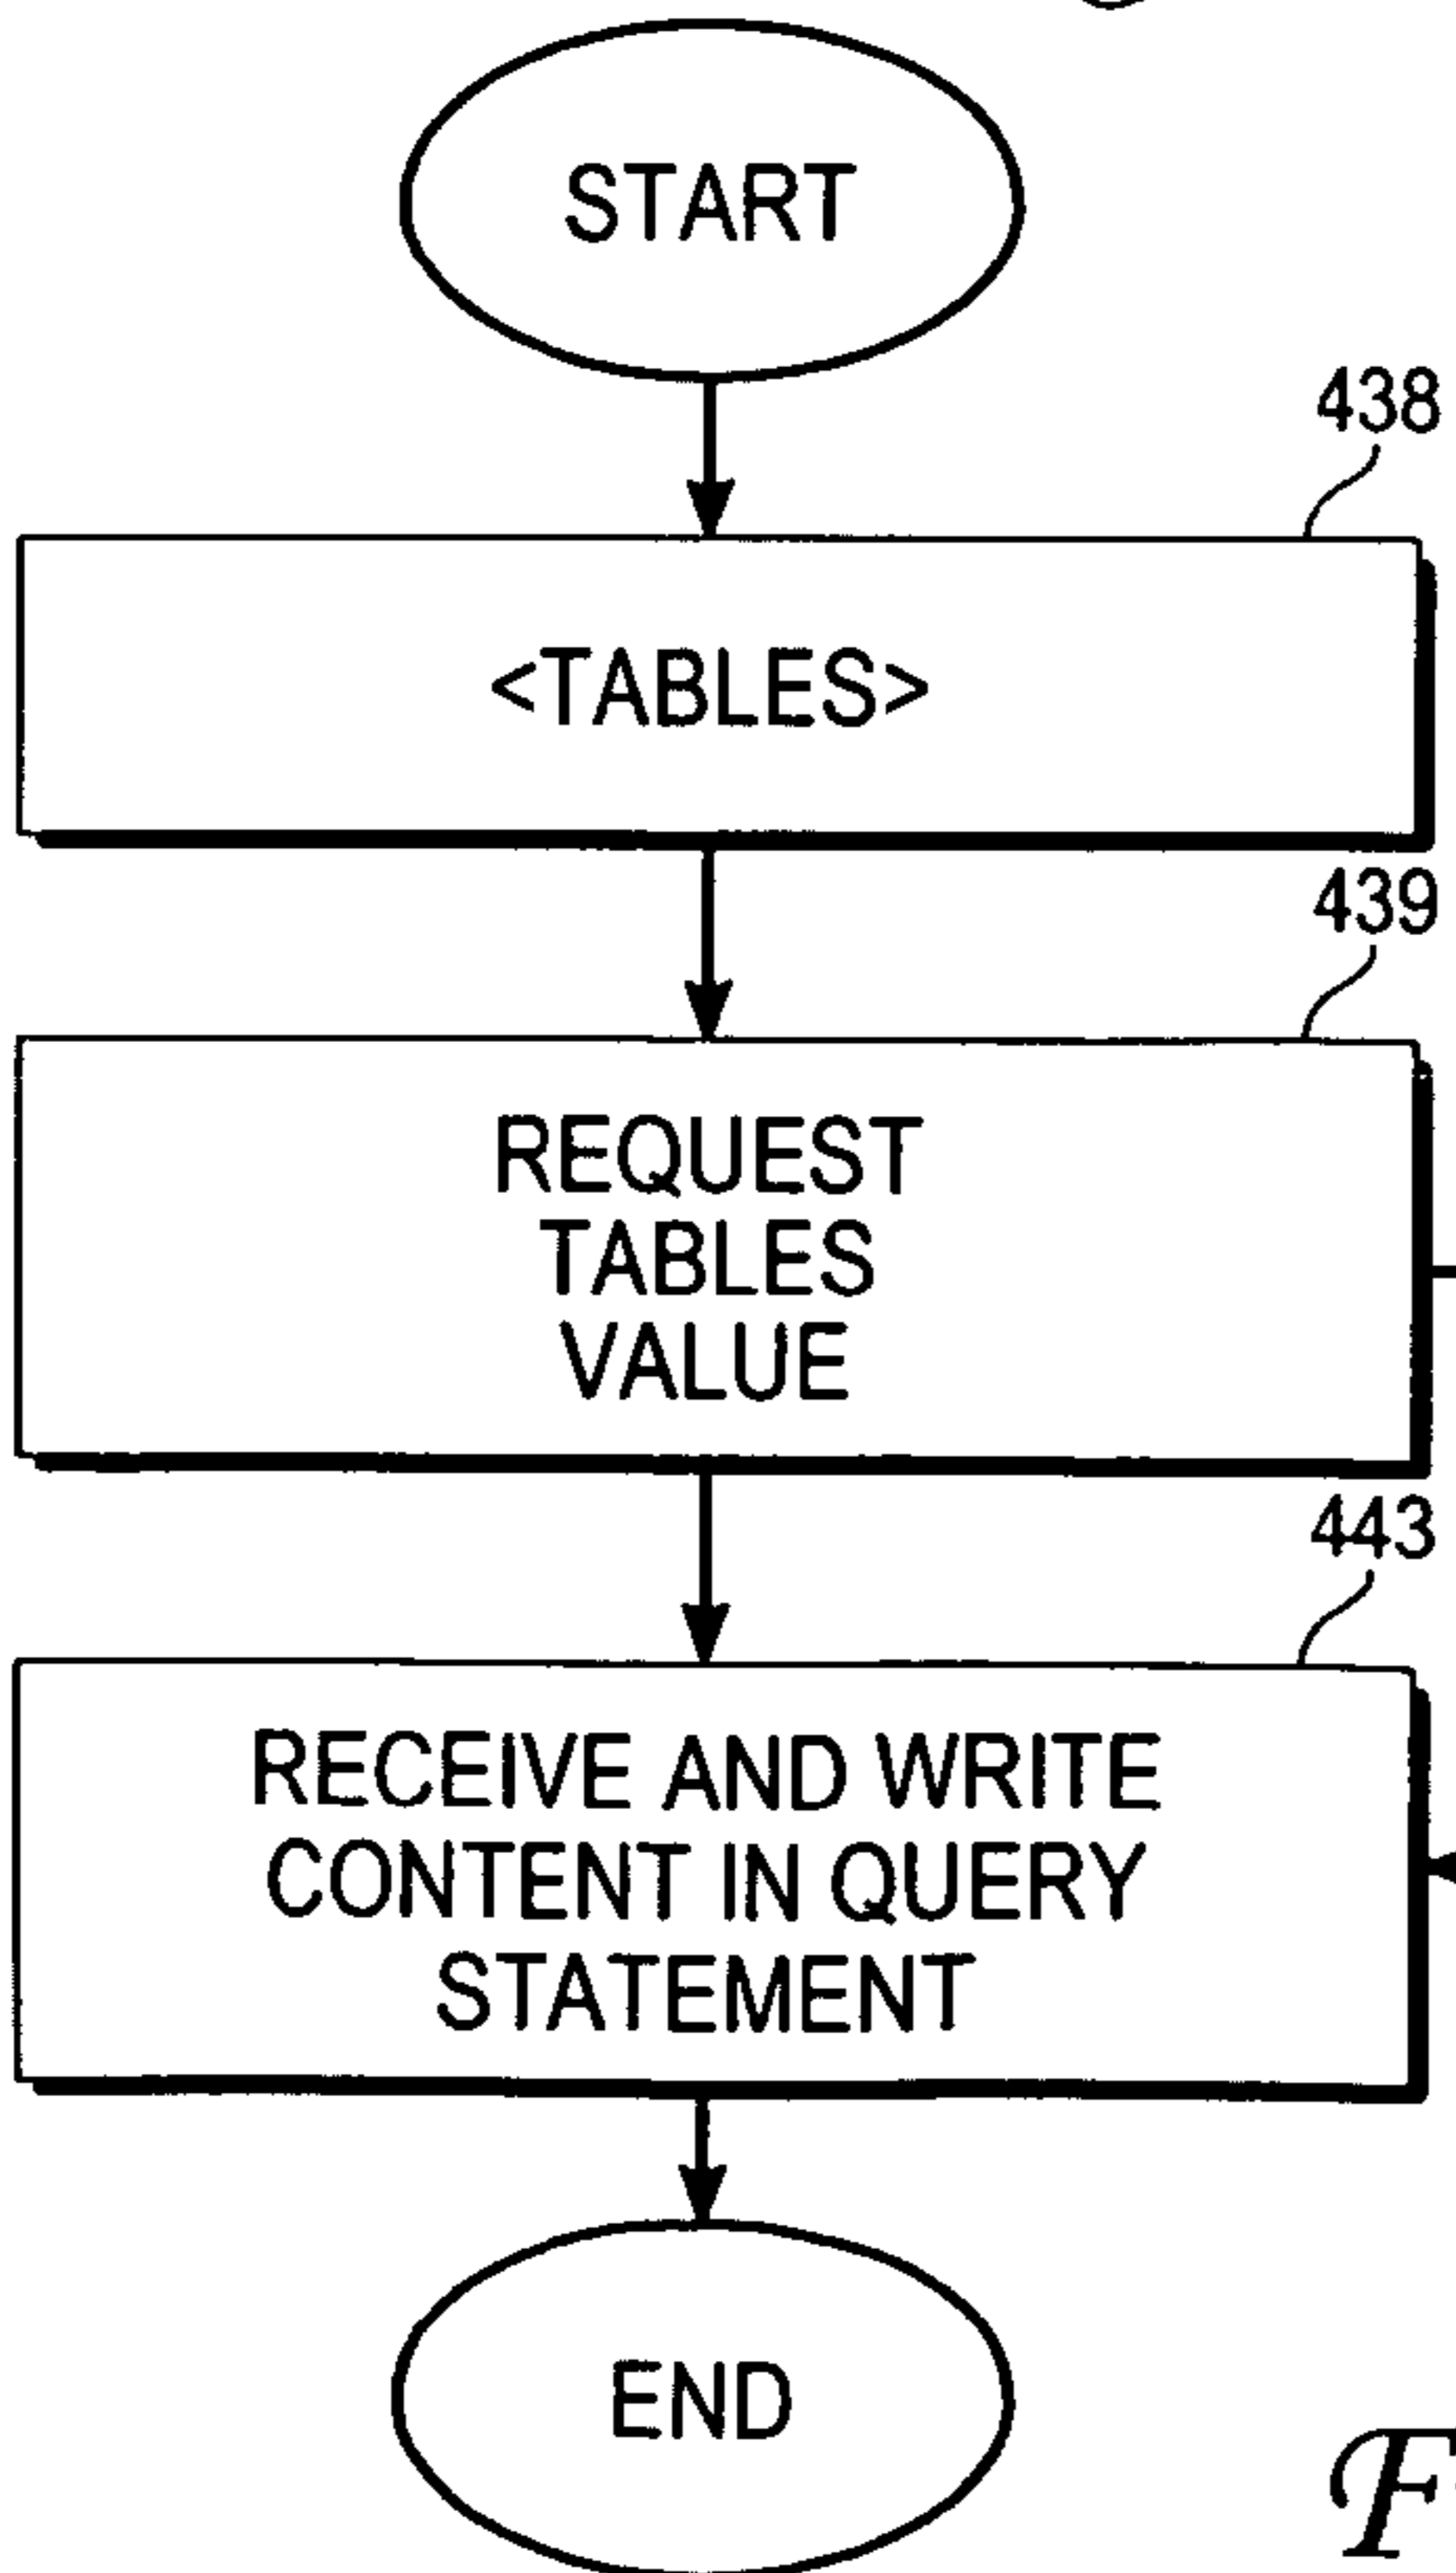 START
438
<TABLES>
439
REQUEST
TABLES
VALUE
443
RECEIVE AND WRITE
CONTENT IN QUERY
STATEMENT
END